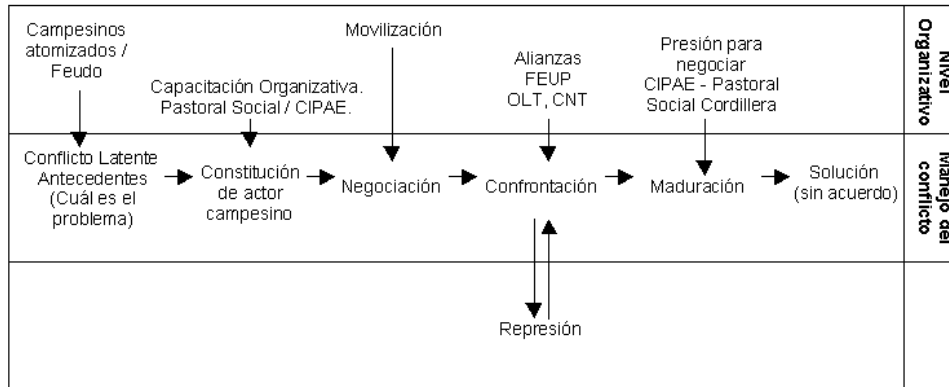 Campesinos
atomizados /
Feudo
Capacitación Organizativa.
Pastoral Social / CIPAE.
Movilización
Alianzas
FEUP
OLT, CNT
Presión para
negociar
CIPAE - Pastoral
Social Cordillera
Nivel
Organizativo
Conflicto Latente
Antecedentes
(Cuál es el
problema)
Constitución
de actor
campesino
Negociación
Confrontación
Maduración
Solución
(sin acuerdo)
Manejo del
conflicto
Represión